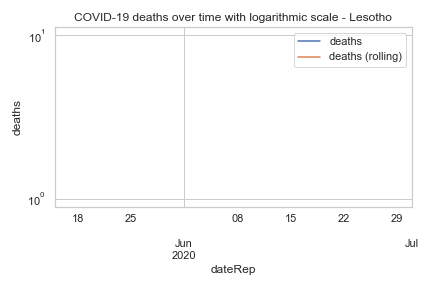 COVID-19 deaths over time with logarithmic scale - Lesotho
10¹
deaths
deaths (rolling)
deaths
10⁰
18 25 08 15 22 29
Jun Jul
2020
dateRep